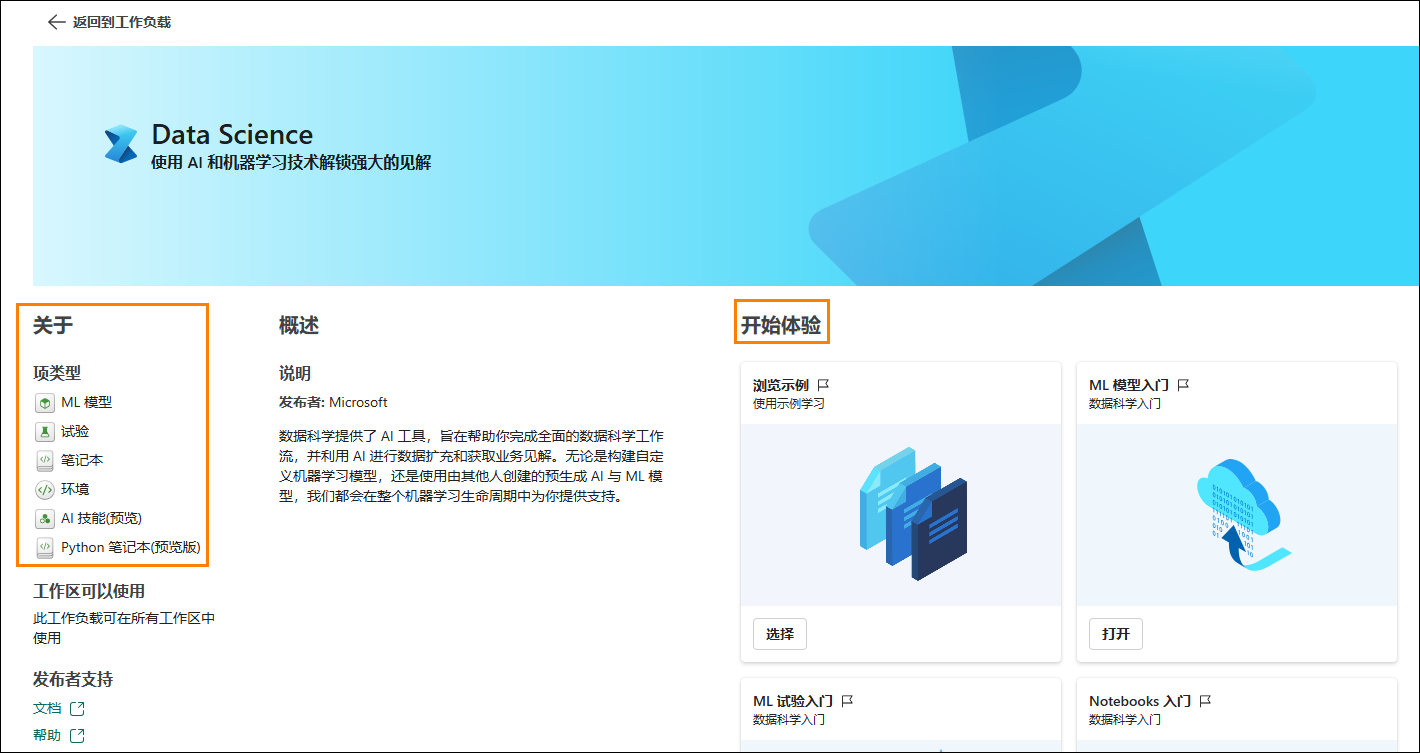 返回到工作负载
Data Science
使用 AI 和机器学习技术解锁强大的见解
关于
项类型
ML 模型
试验
笔记本
环境
AI 技能(预览)
Python 笔记本(预览版)
工作区可以使用
此工作负载可在所有工作区中
使用
发布者支持
文档
帮助
概述
说明
发布者: Microsoft
数据科学提供了 AI 工具，旨在帮助你完成全面的数据科学工作
流，并利用 AI 进行数据扩充和获取业务见解。无论是构建自定
义机器学习模型，还是使用由其他人创建的预生成 AI 与 ML 模
型，我们都会在整个机器学习生命周期中为你提供支持。
开始体验
浏览示例
使用示例学习
选择
ML 模型入门
数据科学入门
打开
ML 试验入门
数据科学入门
Notebooks 入门
数据科学入门